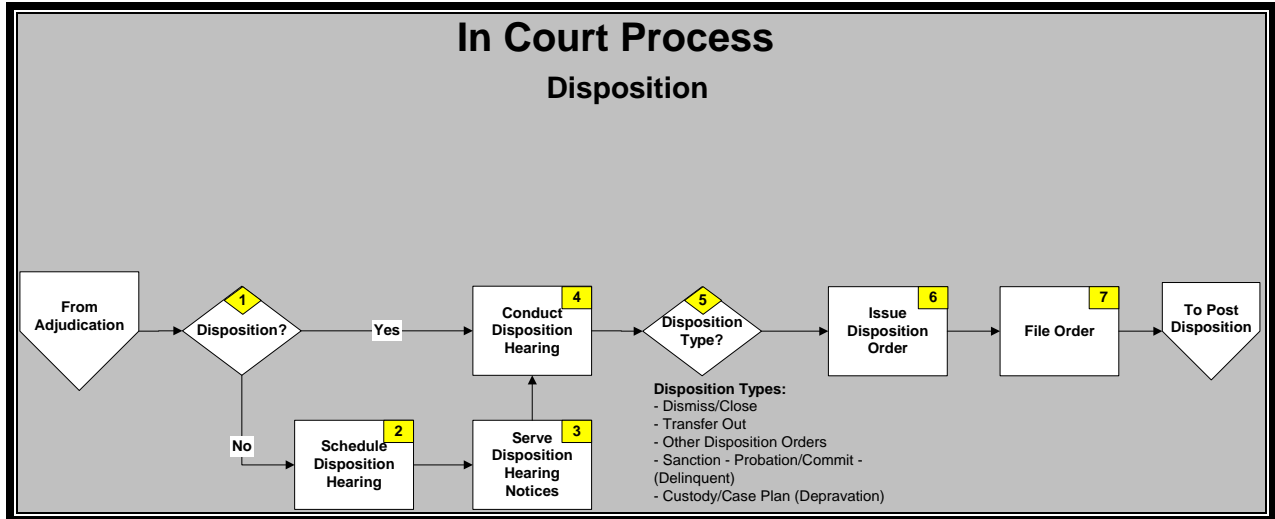 In Court Process
Disposition
From
Adjudication
1
Disposition?
Yes
No
2
Schedule
Disposition
Hearing
3
Serve
Disposition
Hearing
Notices
4
Conduct
Disposition
Hearing
5
Disposition
Type?
Disposition Types:
- Dismiss/Close
- Transfer Out
- Other Disposition Orders
- Sanction - Probation/Commit -
(Delinquent)
- Custody/Case Plan (Depravation)
6
Issue
Disposition
Order
7
File Order
To Post
Disposition